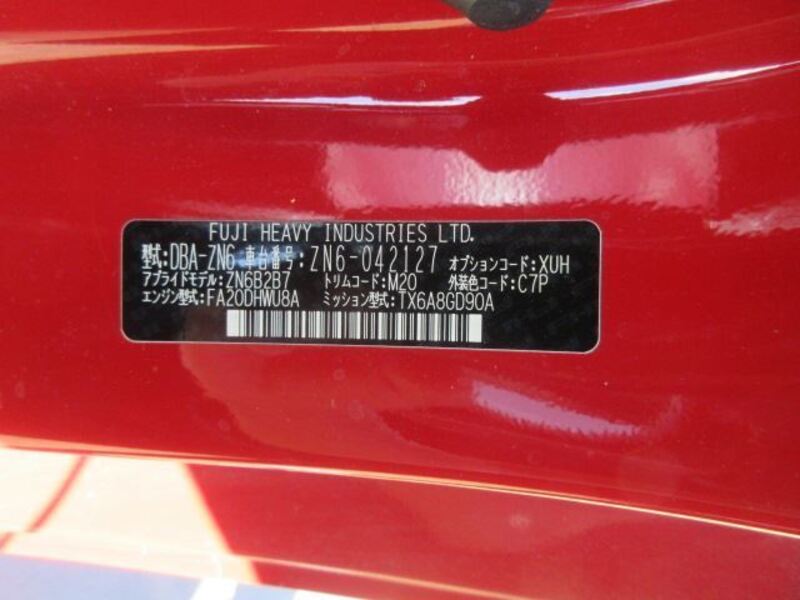 FUJI HEAVY INDUSTRIES LTD.
型式:DBA-ZN6 車台番号:ZN6-042127 オプションコード:XUH
アプライドモデル:ZN6B2B7 トリムコード:M20 外装色コード:C7P
エンジン型式:FA20DHWU8A ミッション型式:TX6A8GD90A